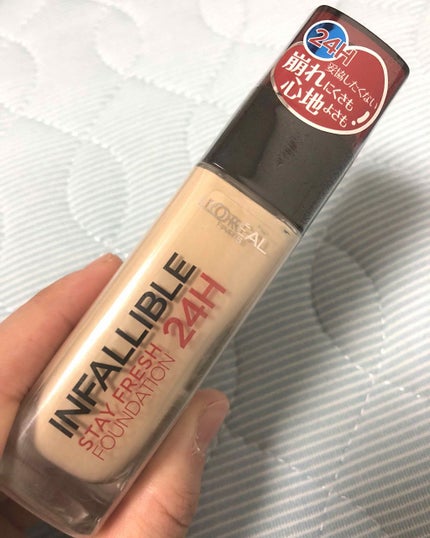 24H
妥協したくない
崩れにくさも
心地よさも!
L'ORÉAL
PARIS
INFALLIBLE
24H
STAY FRESH
FOUNDATION